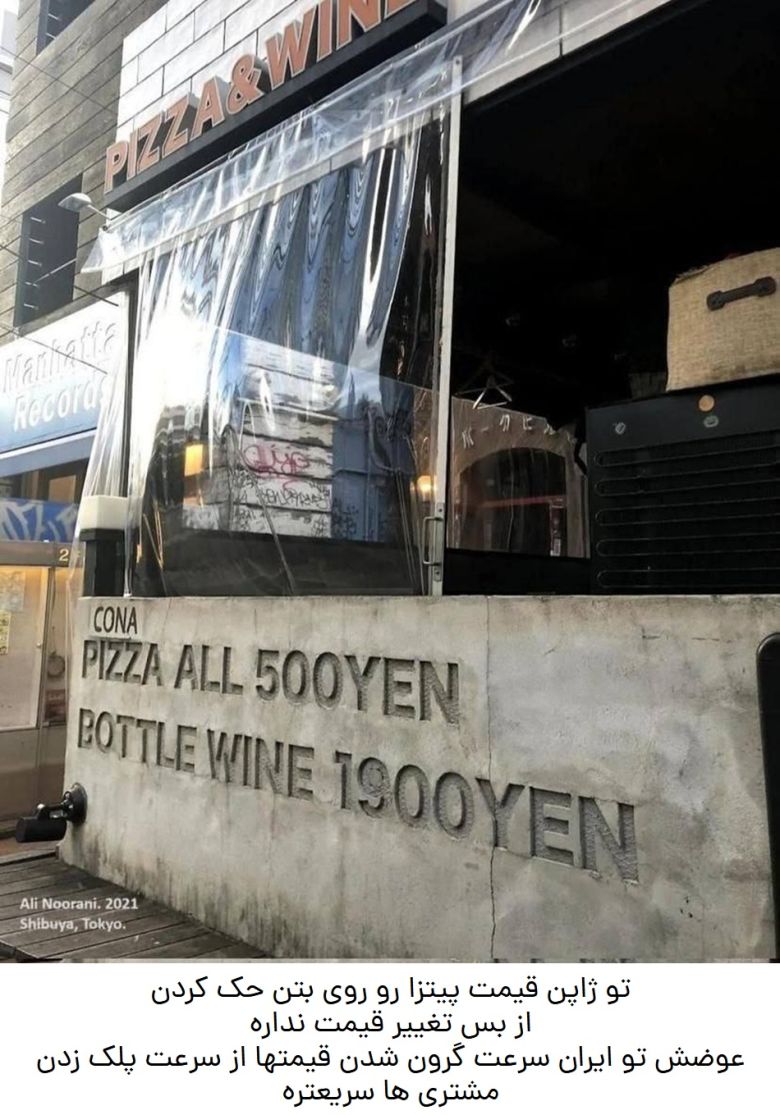 PIZZA&WINE
Manhatta
Records
2
CONA
PIZZA ALL 500YEN
BOTTLE WINE 1900YEN
Ali Noorani. 2021
Shibuya, Tokyo.
تو ژاپن قیمت پیتزا رو روی بتن حک کردن
از بس تغییر قیمت نداره
عوضش تو ایران سرعت گرون شدن قیمتها از سرعت پلک زدن
مشتری ها سریعتره